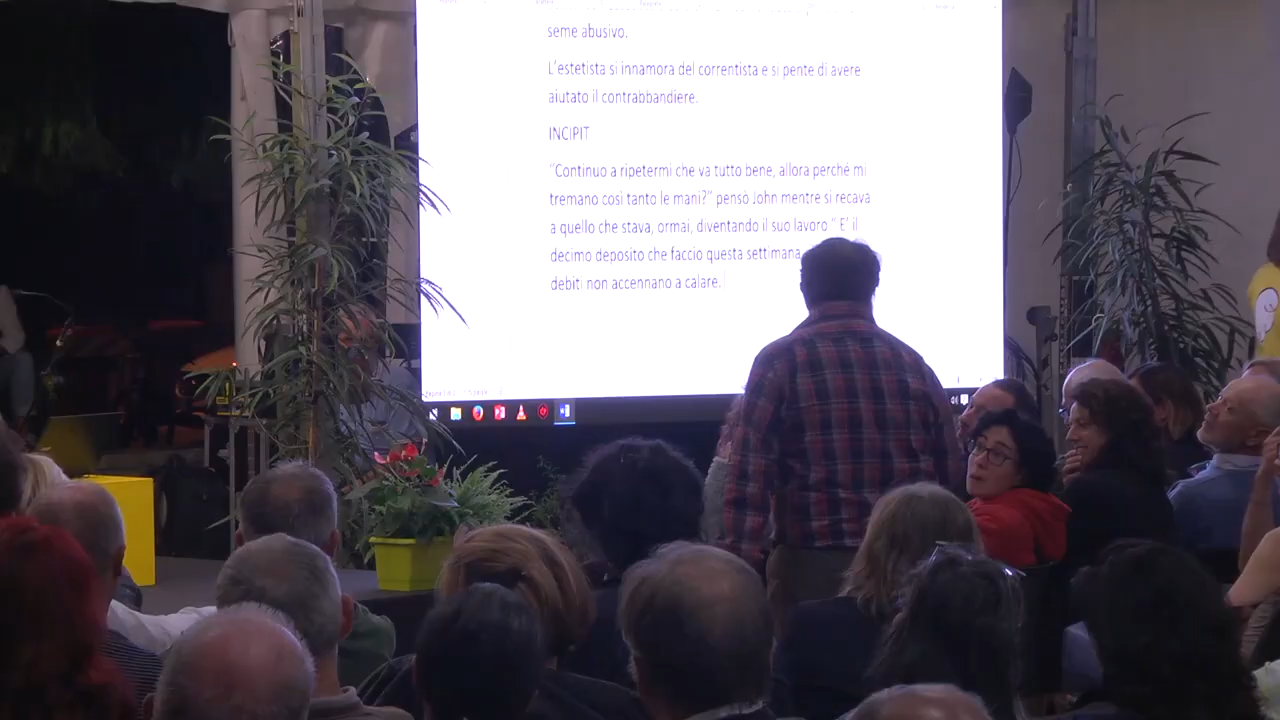 seme abusivo.
L'estetista si innamora del correntista e si pente di avere
aiutato il contrabbandiere.
INCIPIT
"Continuo a ripetermi che va tutto bene, allora perché mi
tremano così tanto le mani?" pensò John mentre si recava
a quello che stava, ormai, diventando il suo lavoro " E' il
decimo deposito che faccio questa settimana
debiti non accennano a calare.